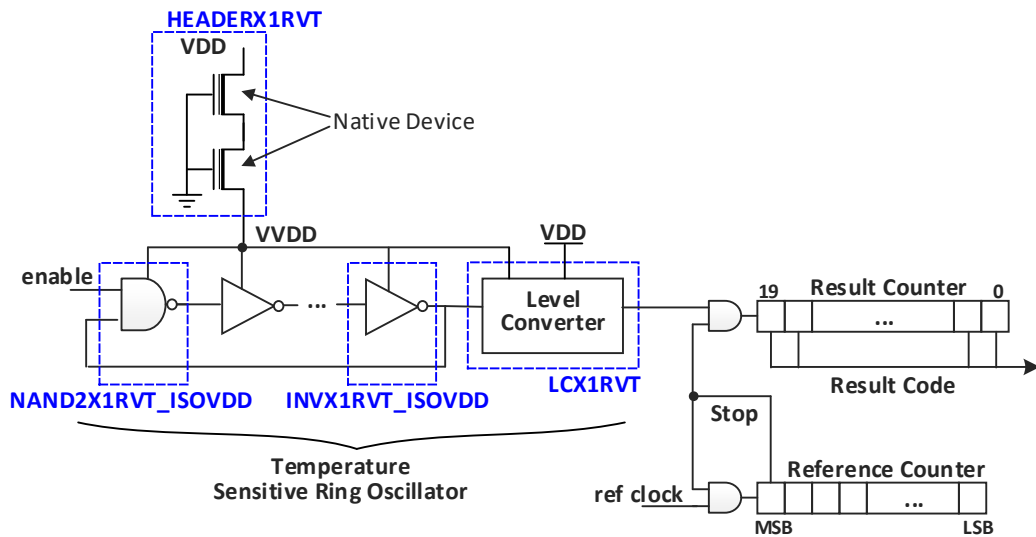 HEADERX1RVT
VDD
Native Device
VVDD
VDD
enable
...
Level
Converter
19
Result Counter
0
...
LCX1RVT
Result Code
NAND2X1RVT_ISOVDD
INVX1RVT_ISOVDD
Stop
Temperature
Sensitive Ring Oscillator
Reference Counter
ref clock
...
MSB
LSB